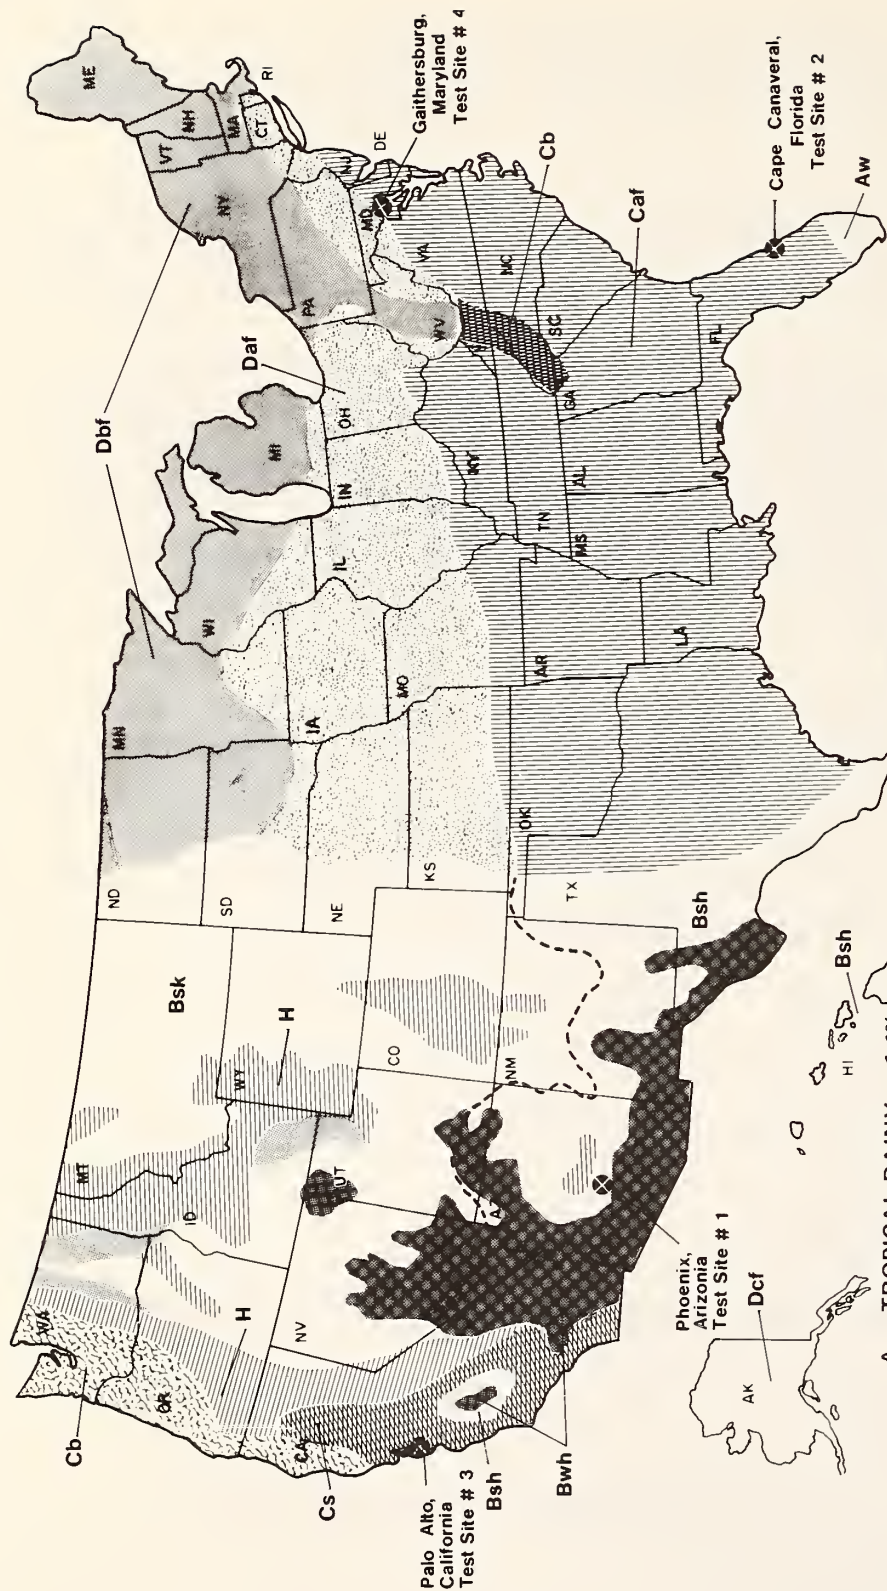 Cb
WA
OR
H
Cs
CA
Palo Alto,
California
Test Site # 3
Bsh
Bwh
MT
ID
NV
UT
WY
H
Bsk
CO
NM
A
Phoenix,
Arizonia
Test Site # 1
Dcf
AK
HI
Bsh
Bsh
ND
SD
NE
KS
OK
TX
MN
IA
MO
AR
LA
WI
IL
MI
IN
OH
KY
TN
MS
AL
GA
FL
SC
NC
VA
WV
PA
NY
VT
NH
ME
MA
CT
RI
NJ
DE
MD
Dbf
Daf
Gaithersburg,
Maryland
Test Site # 4
Cb
Caf
Cape Canaveral,
Florida
Test Site # 2
Aw
A TROPICAL RAINY